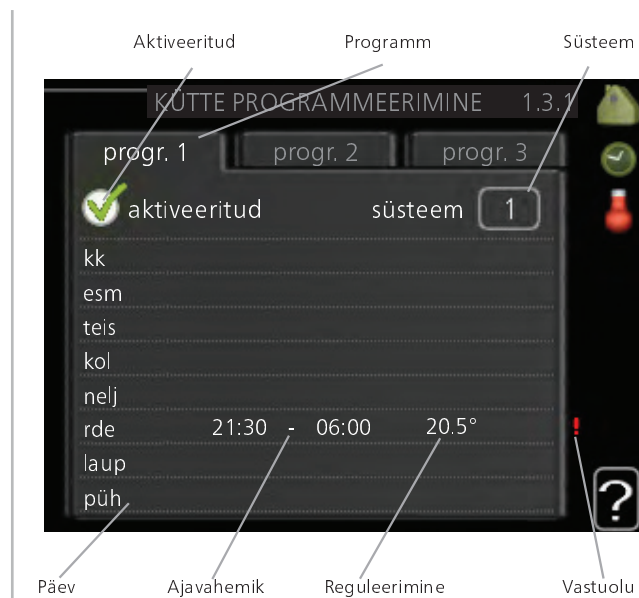 Aktiveeritud Programm Süsteem
KÜTTE PROGRAMMEERIMINE 1.3.1
progr. 1 progr. 2 progr. 3
aktiveeritud süsteem 1
kk
esm
teis
kol
nelj
rde 21:30 - 06:00 20.5° !
laup
püh
?
Päev Ajavahemik Reguleerimine Vastuolu